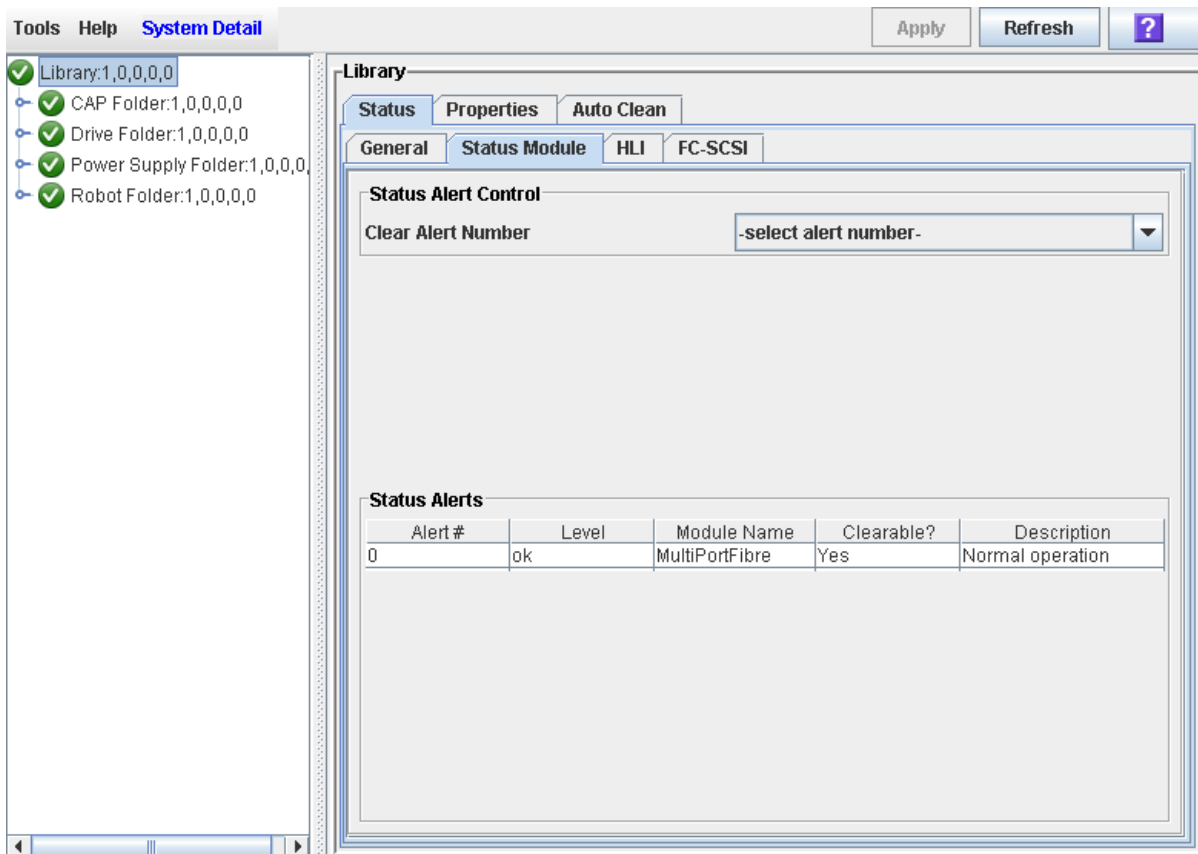 Tools Help System Detail Apply Refresh ?
Library:1,0,0,0,0
CAP Folder:1,0,0,0,0
Drive Folder:1,0,0,0,0
Power Supply Folder:1,0,0,0,
Robot Folder:1,0,0,0,0
Library
Status Properties Auto Clean
General Status Module HLI FC-SCSI
Status Alert Control
Clear Alert Number -select alert number-
Status Alerts
Alert # Level Module Name Clearable? Description
0 ok MultiPortFibre Yes Normal operation